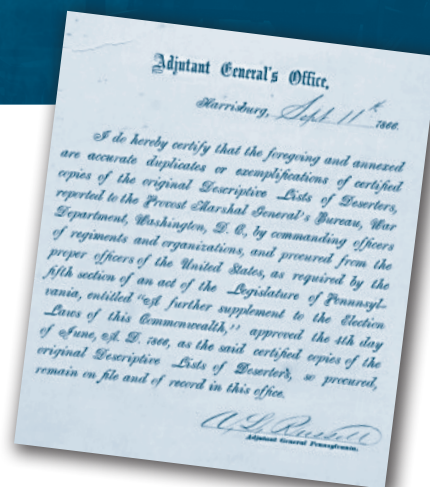 Adjutant General's Office,
Harrisburg, Sept 11th 1866.
I do hereby certify that the foregoing and annexed
are accurate duplicates or exemplifications of certified
copies of the original Descriptive Lists of Deserters,
reported to the Provost Marshal General's Bureau, War
Department, Washington, D. C., by commanding officers
of regiments and organizations, and procured from the
proper officers of the United States, as required by the
fifth section of an act of the Legislature of Pennsyl-
vania, entitled "A further supplement to the Election
Laws of this Commonwealth," approved the 4th day
of June, A. D. 1866, as the said certified copies of the
original Descriptive Lists of Deserters, so procured,
remain on file and of record in this office.
A. L. Russell
Adjutant General Pennsylvania.